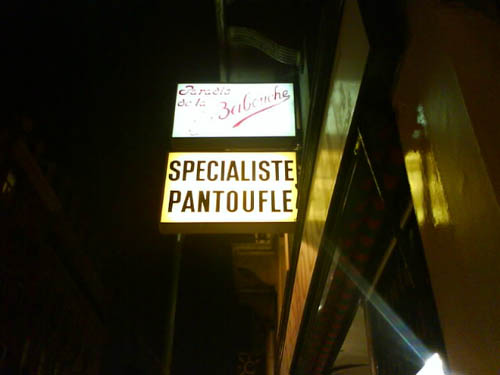 Paradis
de la
Babouche
SPECIALISTE
PANTOUFLE